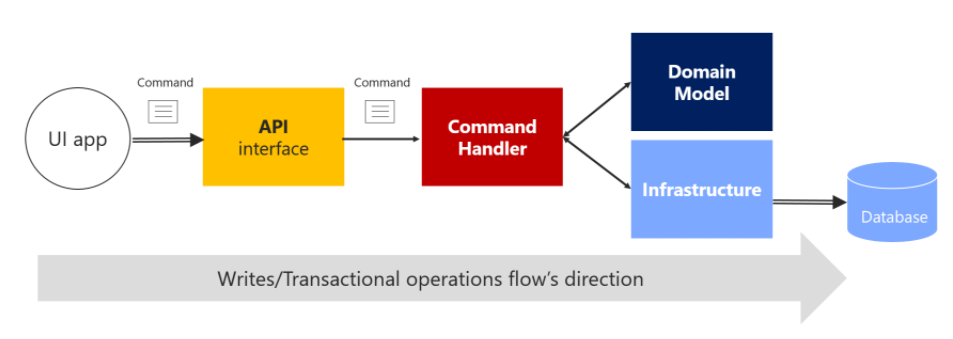 Command
UI app
API
interface
Command
Command
Handler
Domain
Model
Infrastructure
Database
Writes/Transactional operations flow's direction